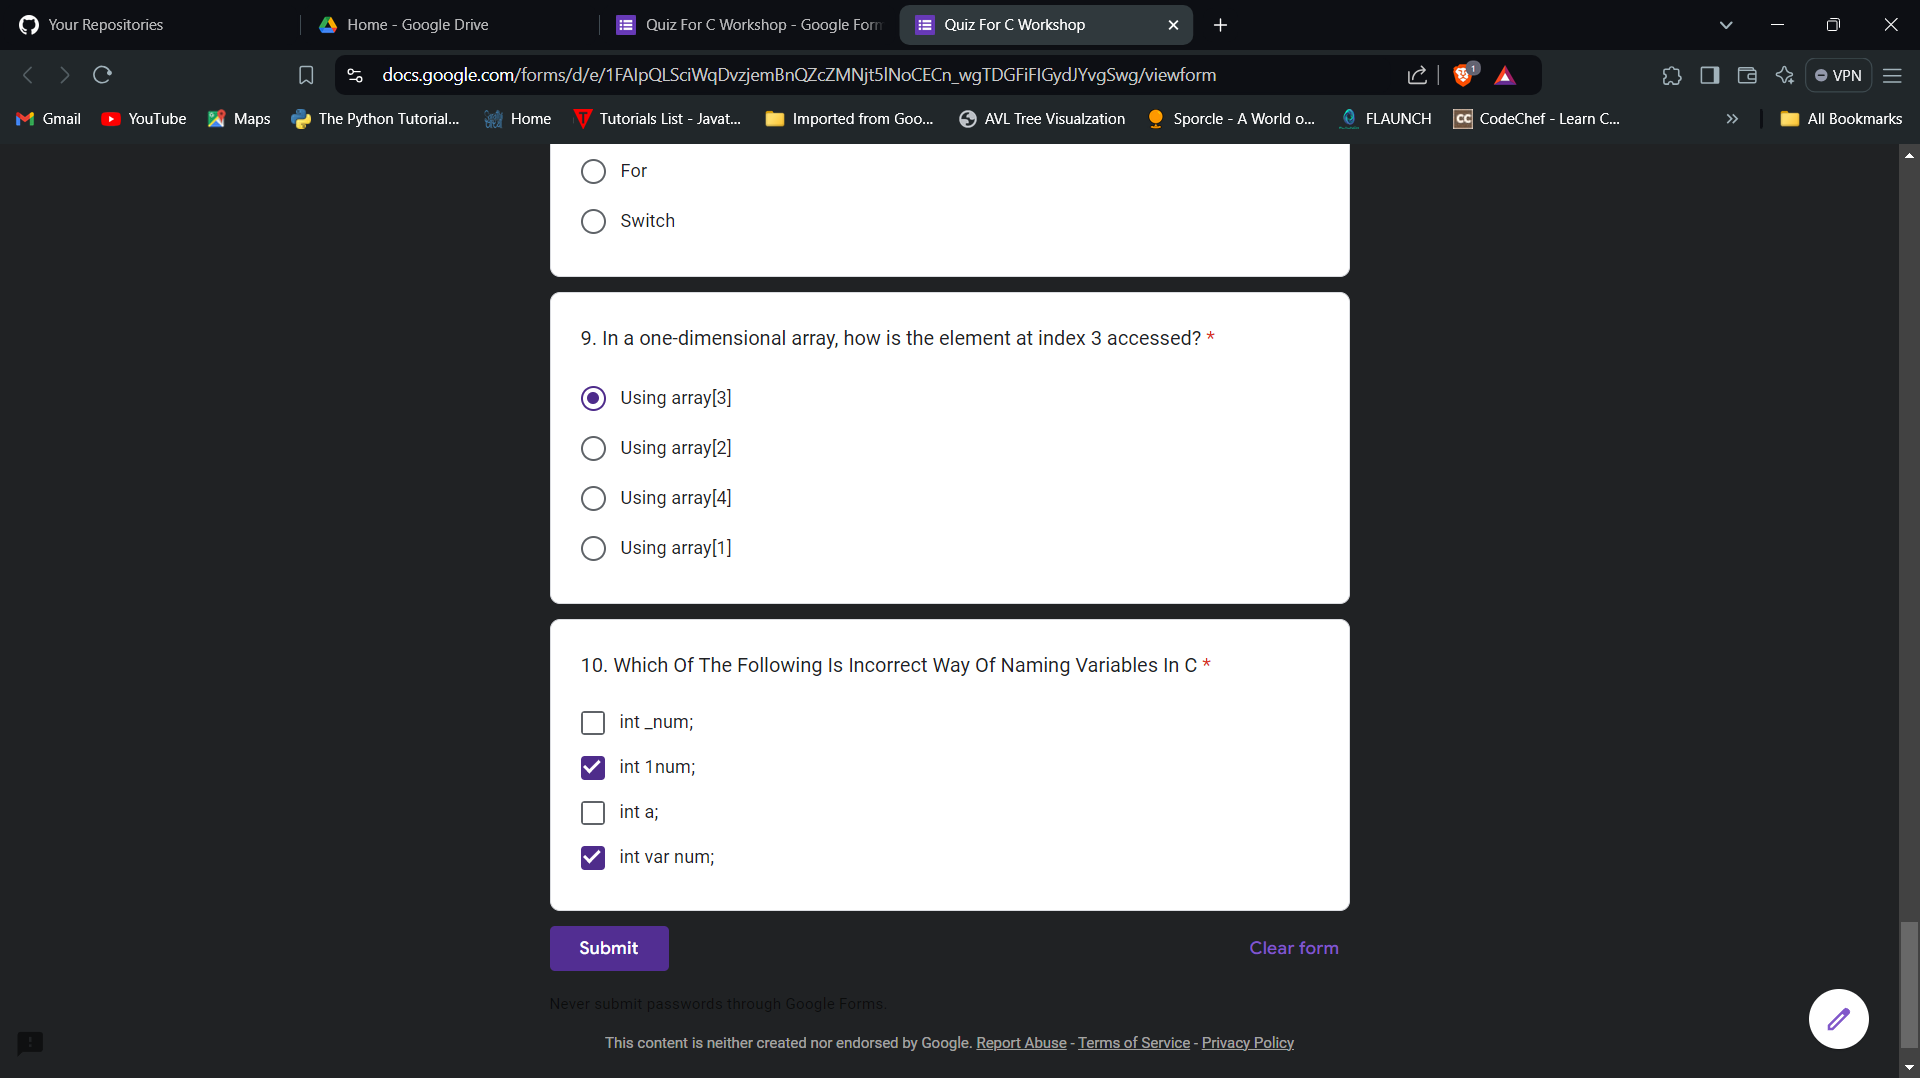 Your Repositories
Home - Google Drive
Quiz For C Workshop - Google Form
Quiz For C Workshop
docs.google.com/forms/d/e/1FAIpQLSciWqDvzjemBnQZcZMNjt5lNoCECn_wgTDGFiFIGydJYvgSwg/viewform
1
VPN
Gmail
YouTube
Maps
The Python Tutorial...
Home
Tutorials List - Javat...
Imported from Goo...
AVL Tree Visualzation
Sporcle - A World o...
FLAUNCH
CC
CodeChef - Learn C...
All Bookmarks
For
Switch
9. In a one-dimensional array, how is the element at index 3 accessed? *
Using array[3]
Using array[2]
Using array[4]
Using array[1]
10. Which Of The Following Is Incorrect Way Of Naming Variables In C *
int _num;
int 1num;
int a;
int var num;
Submit
Clear form
Never submit passwords through Google Forms.
This content is neither created nor endorsed by Google. Report Abuse - Terms of Service - Privacy Policy